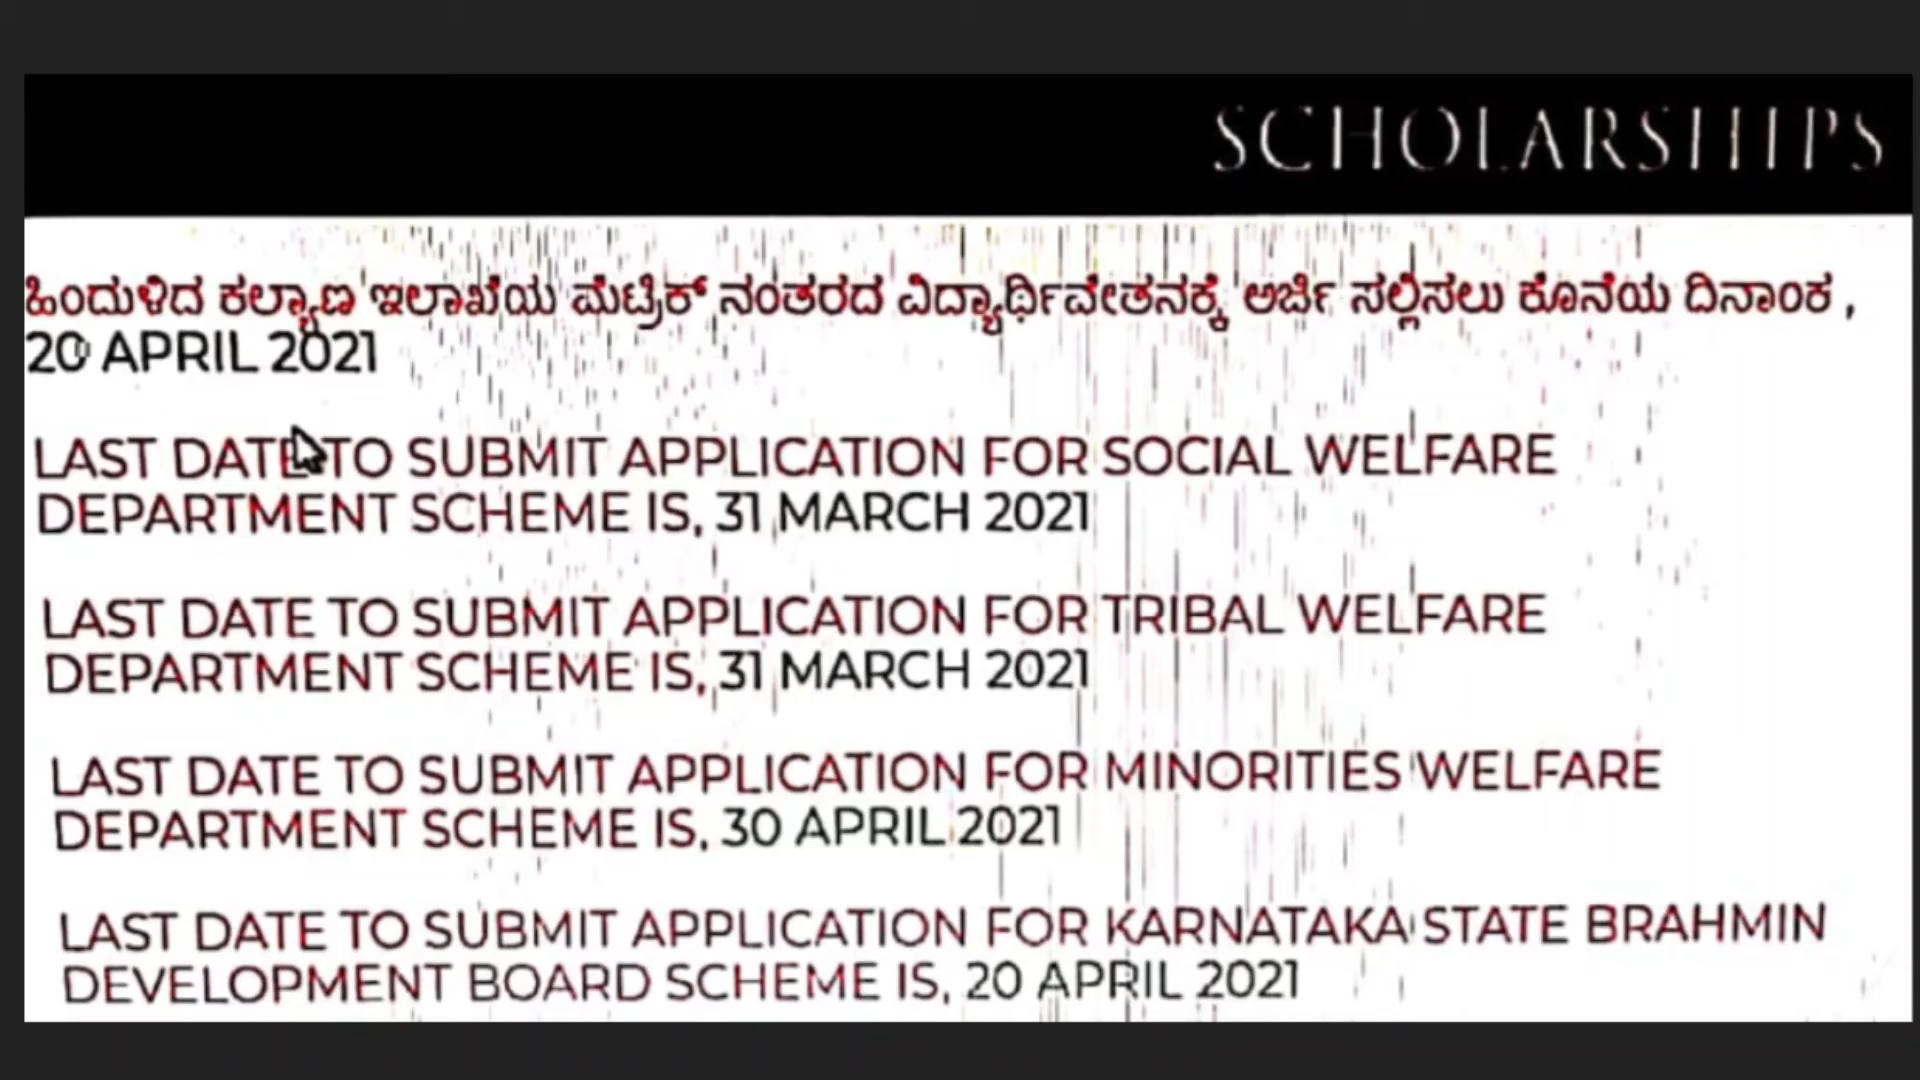 SCHOLARSHIPS
ಹಿಂದುಳಿದ ಕಲ್ಯಾಣ ಇಲಾಖೆಯ ಮೆಟ್ರಿಕ್ ನಂತರದ ವಿದ್ಯಾರ್ಥಿವೇತನಕ್ಕೆ ಅರ್ಜಿ ಸಲ್ಲಿಸಲು ಕೊನೆಯ ದಿನಾಂಕ ,
20 APRIL 2021
LAST DATE TO SUBMIT APPLICATION FOR SOCIAL WELFARE
DEPARTMENT SCHEME IS, 31 MARCH 2021
LAST DATE TO SUBMIT APPLICATION FOR TRIBAL WELFARE
DEPARTMENT SCHEME IS, 31 MARCH 2021
LAST DATE TO SUBMIT APPLICATION FOR MINORITIES WELFARE
DEPARTMENT SCHEME IS, 30 APRIL 2021
LAST DATE TO SUBMIT APPLICATION FOR KARNATAKA STATE BRAHMIN
DEVELOPMENT BOARD SCHEME IS, 20 APRIL 2021